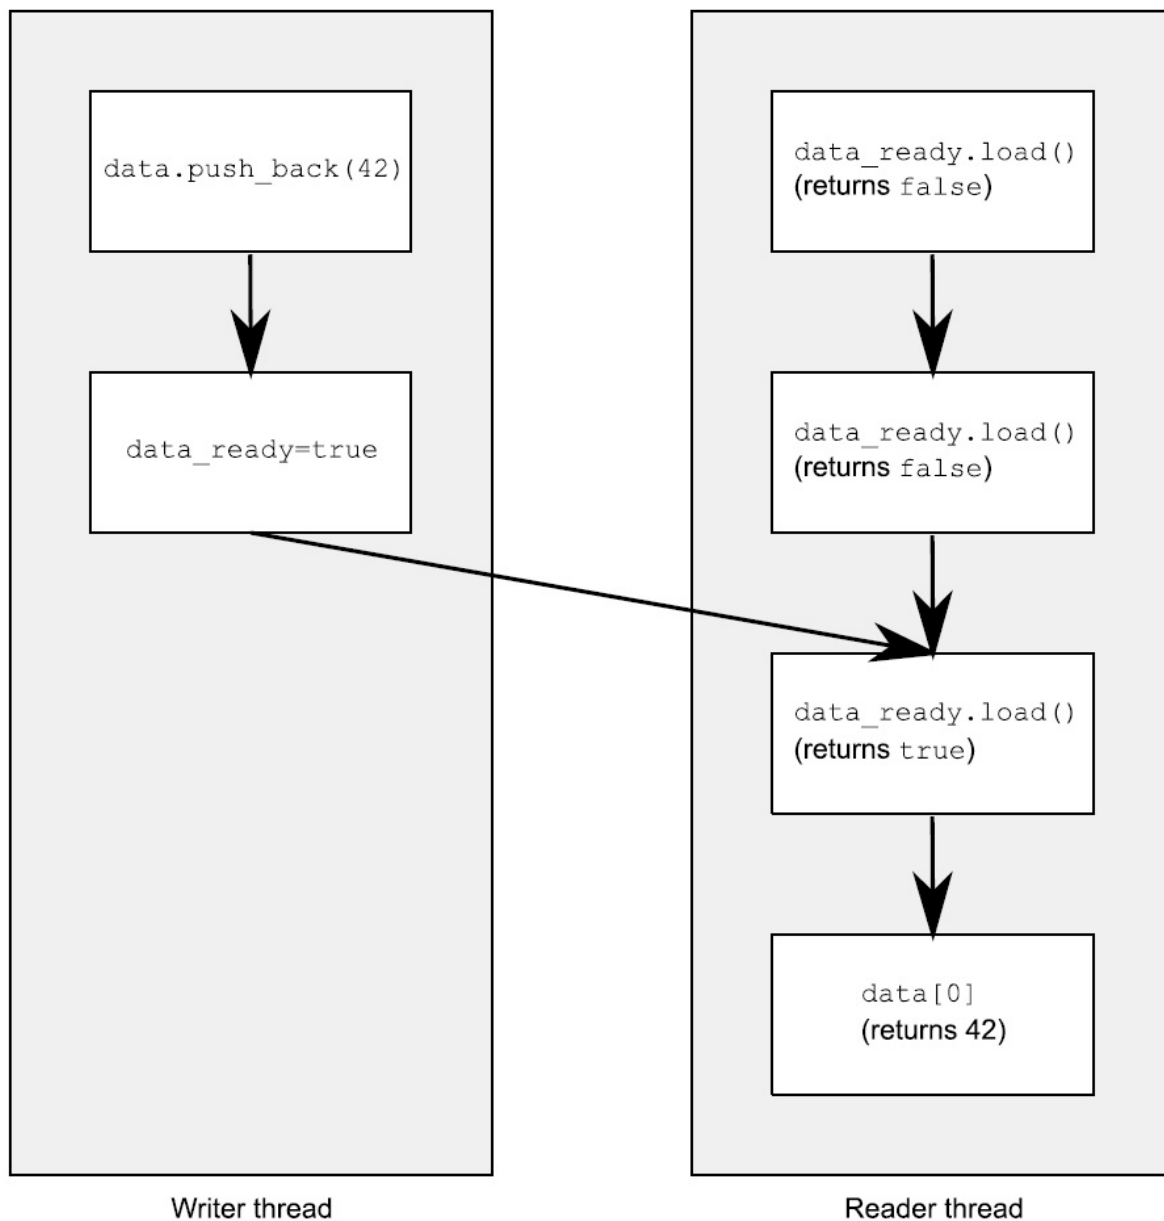 data.push_back(42)
data_ready=true
Writer thread
data_ready.load()
(returns false)
data_ready.load()
(returns false)
data_ready.load()
(returns true)
data[0]
(returns 42)
Reader thread